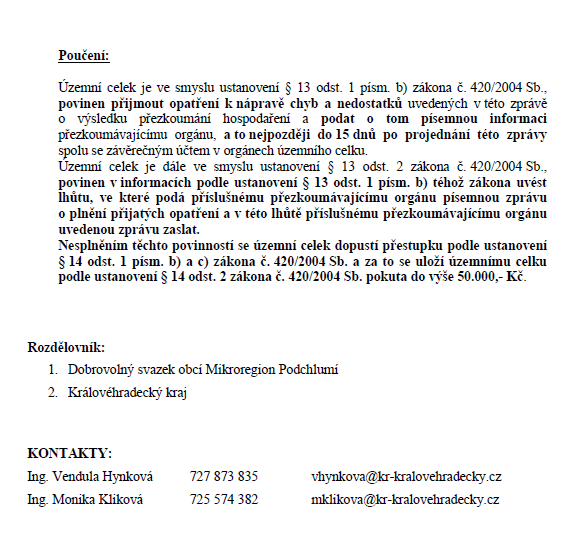 Poučení:
Územní celek je ve smyslu ustanovení § 13 odst. 1 písm. b) zákona č. 420/2004 Sb.,
povinen přijmout opatření k nápravě chyb a nedostatků uvedených v této zprávě
o výsledku přezkoumání hospodaření a podat o tom písemnou informaci
přezkoumávajícímu orgánu, a to nejpozději do 15 dnů po projednání této zprávy
spolu se závěrečným účtem v orgánech územního celku.
Územní celek je dále ve smyslu ustanovení § 13 odst. 2 zákona č. 420/2004 Sb.,
povinen v informacích podle ustanovení § 13 odst. 1 písm. b) téhož zákona uvést
lhůtu, ve které podá příslušnému přezkoumávajícímu orgánu písemnou zprávu
o plnění přijatých opatření a v této lhůtě příslušnému přezkoumávajícímu orgánu
uvedenou zprávu zaslat.
Nesplněním těchto povinností se územní celek dopustí přestupku podle ustanovení
§ 14 odst. 1 písm. b) a c) zákona č. 420/2004 Sb. a za to se uloží územnímu celku
podle ustanovení § 14 odst. 2 zákona č. 420/2004 Sb. pokuta do výše 50.000,- Kč.
Rozdělovník:
1. Dobrovolný svazek obcí Mikroregion Podchlumí
2. Královéhradecký kraj
KONTAKTY:
Ing. Vendula Hynková 727 873 835 vhynkova@kr-kralovehradecky.cz
Ing. Monika Klíková 725 574 382 mklikova@kr-kralovehradecky.cz